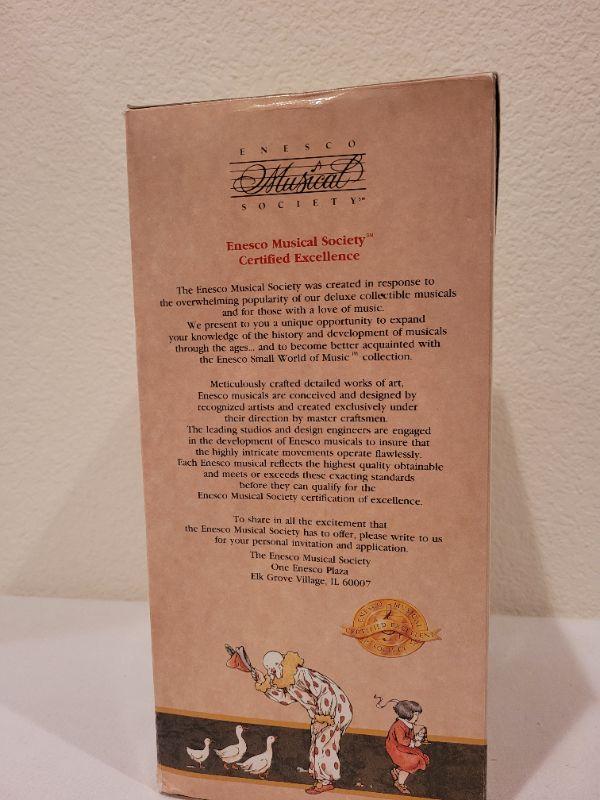 ENESCO
Musical
SOCIETY℠
Enesco Musical Society℠
Certified Excellence
The Enesco Musical Society was created in response to
the overwhelming popularity of our deluxe collectible musicals
and for those with a love of music.
We present to you a unique opportunity to expand
your knowledge of the history and development of musicals
through the ages... and to become better acquainted with
the Enesco Small World of Music™ collection.
Meticulously crafted detailed works of art,
Enesco musicals are conceived and designed by
recognized artists and created exclusively under
their direction by master craftsmen.
The leading studios and design engineers are engaged
in the development of Enesco musicals to insure that
the highly intricate movements operate flawlessly.
Each Enesco musical reflects the highest quality obtainable
and meets or exceeds these exacting standards
before they can qualify for the
Enesco Musical Society certification of excellence.
To share in all the excitement that
the Enesco Musical Society has to offer, please write to us
for your personal invitation and application.
The Enesco Musical Society
One Enesco Plaza
Elk Grove Village, IL 60007
ENESCO MUSICAL
CERTIFIED EXCELLENT
SOCIETY